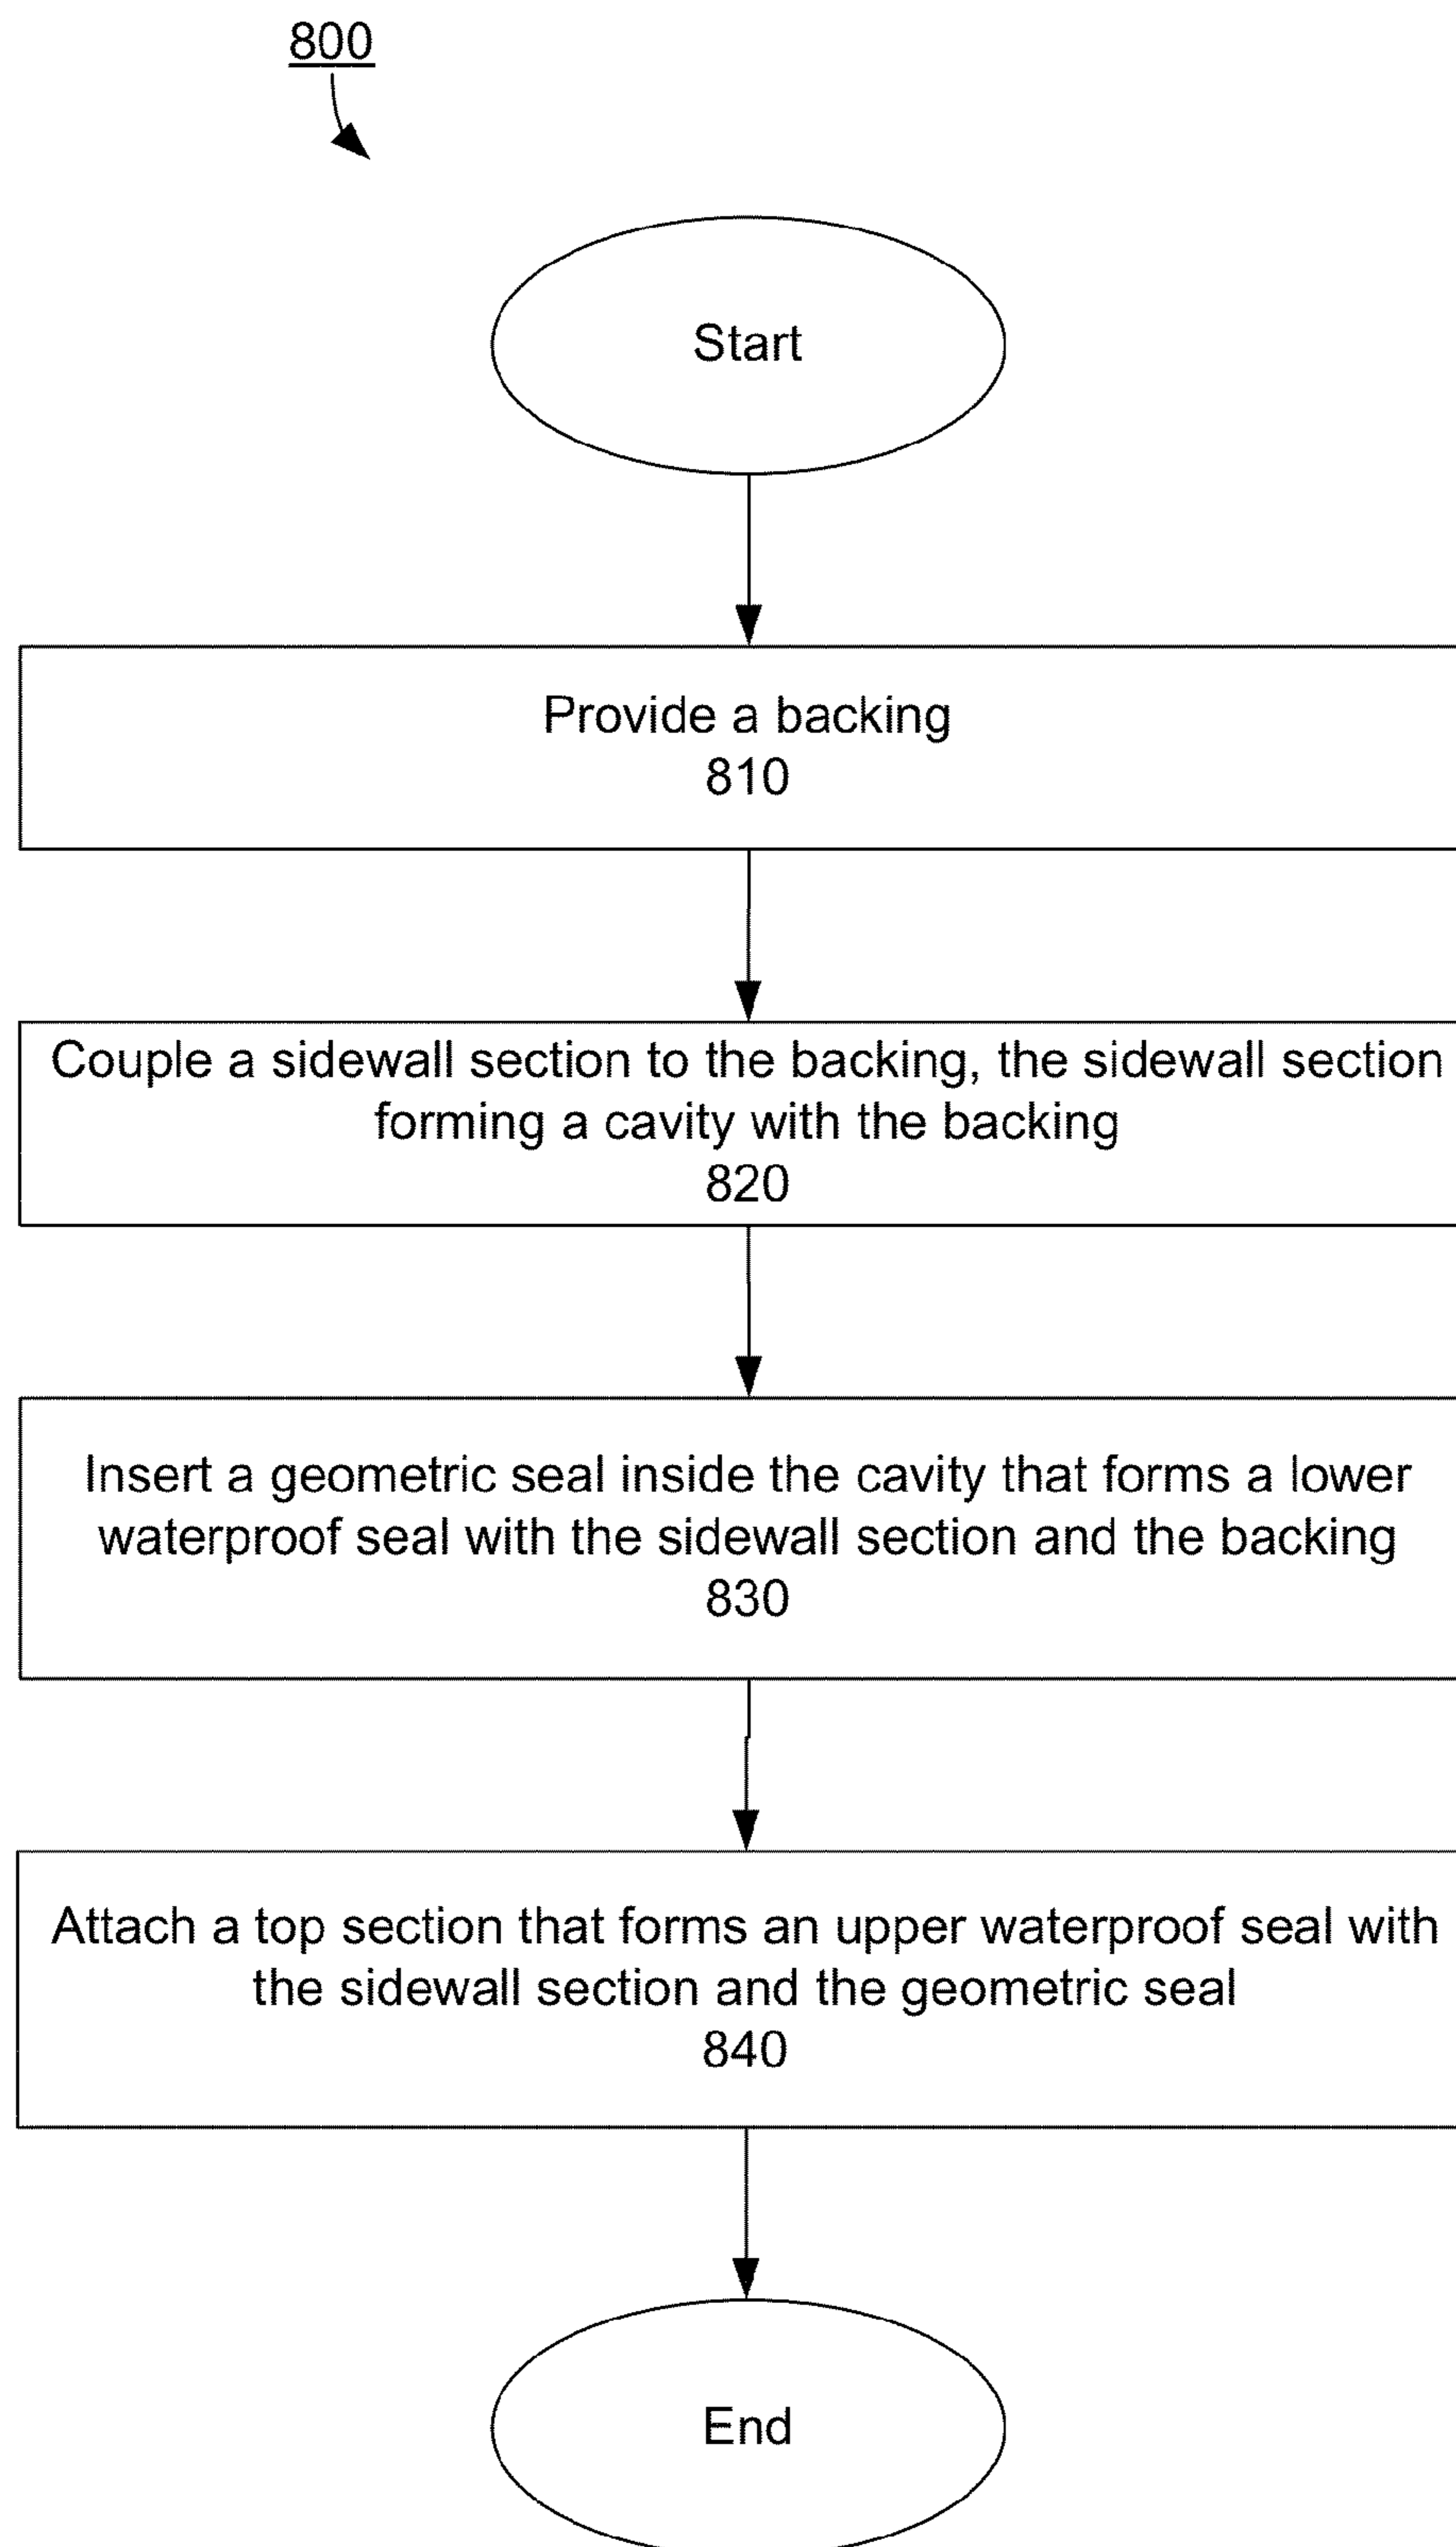 800
Start
Provide a backing
810
Couple a sidewall section to the backing, the sidewall section
forming a cavity with the backing
820
Insert a geometric seal inside the cavity that forms a lower
waterproof seal with the sidewall section and the backing
830
Attach a top section that forms an upper waterproof seal with
the sidewall section and the geometric seal
840
End